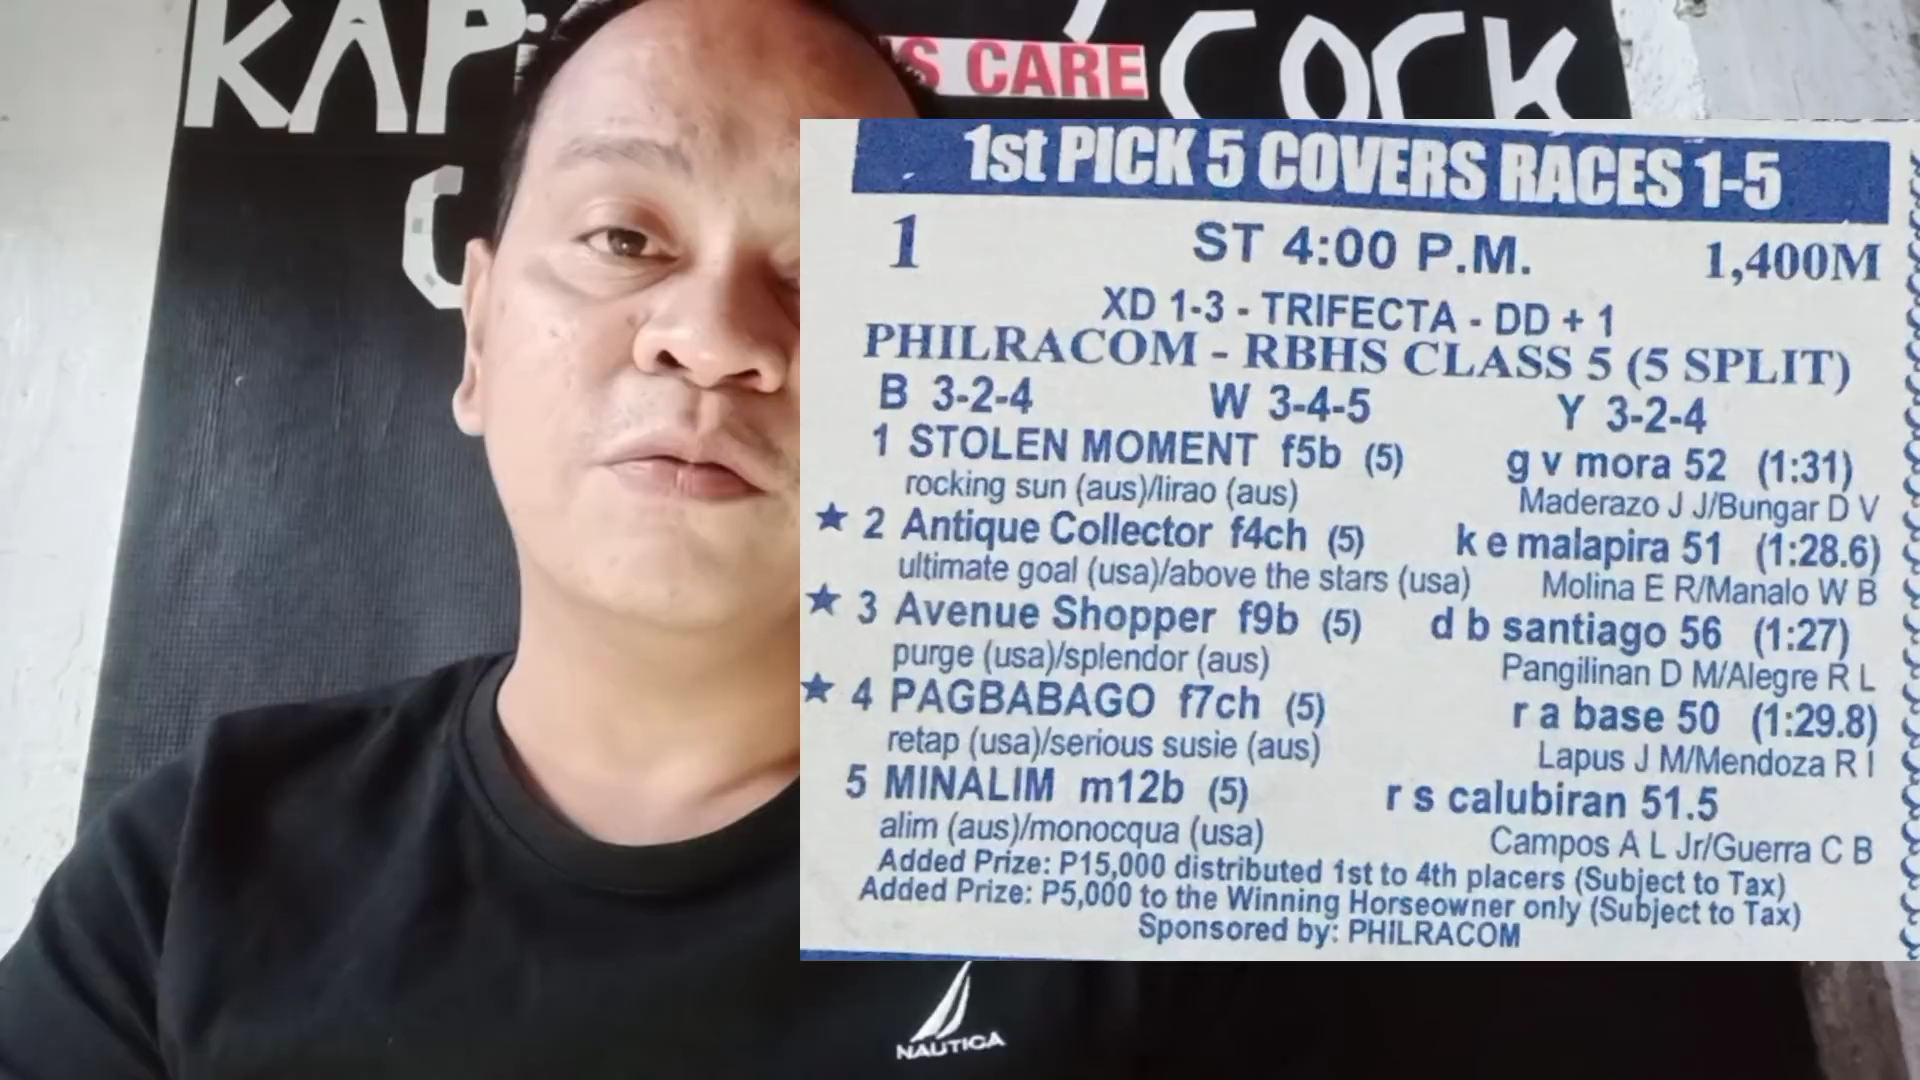 KAP
S CARE
COCK
C
1st PICK 5 COVERS RACES 1-5
1 ST 4:00 P.M. 1,400M
XD 1-3 - TRIFECTA - DD + 1
PHILRACOM - RBHS CLASS 5 (5 SPLIT)
B 3-2-4 W 3-4-5 Y 3-2-4
1 STOLEN MOMENT f5b (5) g v mora 52 (1:31)
rocking sun (aus)/lirao (aus) Maderazo J J/Bungar D V
★ 2 Antique Collector f4ch (5) k e malapira 51 (1:28.6)
ultimate goal (usa)/above the stars (usa) Molina E R/Manalo W B
★ 3 Avenue Shopper f9b (5) d b santiago 56 (1:27)
purge (usa)/splendor (aus) Pangilinan D M/Alegre R L
★ 4 PAGBABAGO f7ch (5) r a base 50 (1:29.8)
retap (usa)/serious susie (aus) Lapus J M/Mendoza R I
5 MINALIM m12b (5) r s calubiran 51.5
alim (aus)/monocqua (usa) Campos A L Jr/Guerra C B
Added Prize: P15,000 distributed 1st to 4th placers (Subject to Tax)
Added Prize: P5,000 to the Winning Horseowner only (Subject to Tax)
Sponsored by: PHILRACOM
NAUTICA